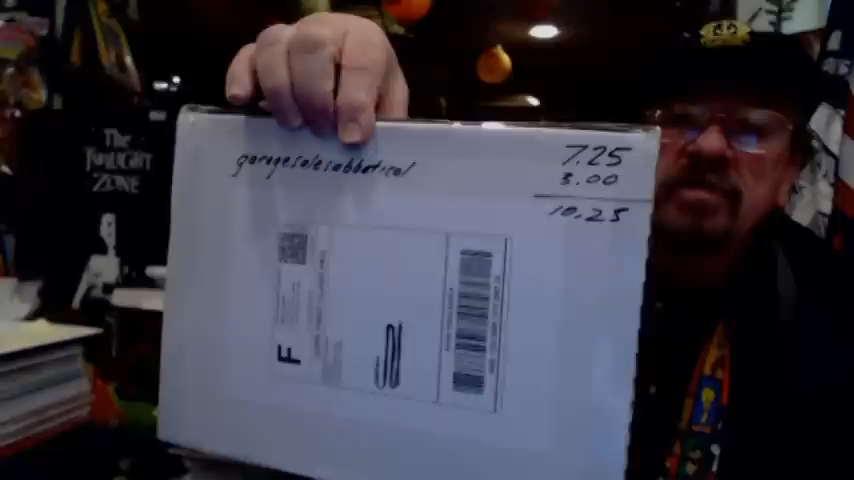 The
TWILIGHT
ZONE
garagesalesabbatical
7.25
3.00
10.25
F